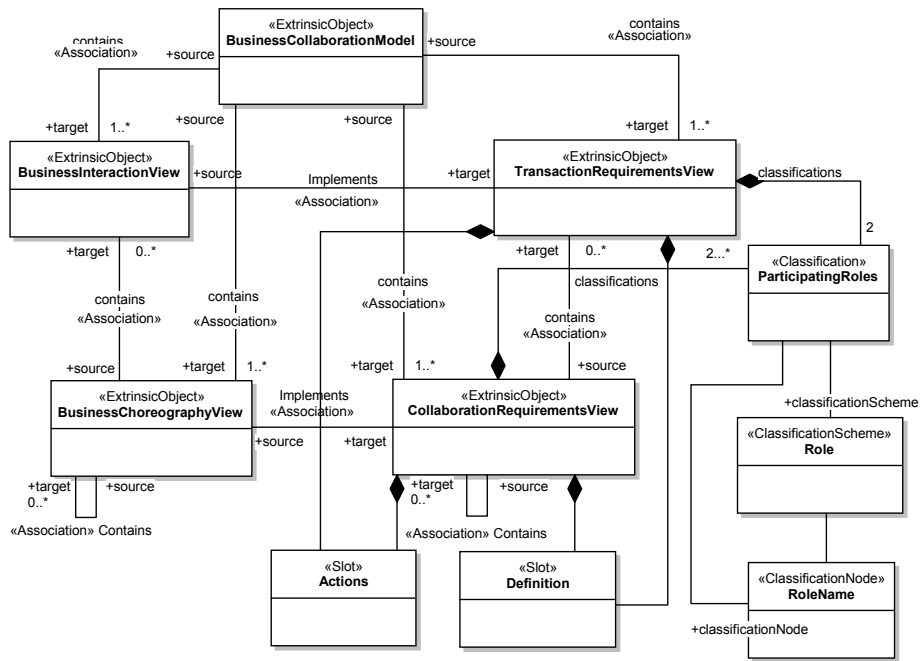 «ExtrinsicObject»
BusinessCollaborationModel
contains
«Association»
+source
+source
contains
«Association»
+source
+source
+target
1..*
+target
1..*
«ExtrinsicObject»
BusinessInteractionView
+source
Implements
«Association»
+target
«ExtrinsicObject»
TransactionRequirementsView
classifications
2
+target
0..*
+target
0..*
2...*
classifications
«Classification»
ParticipatingRoles
contains
«Association»
contains
«Association»
contains
«Association»
contains
«Association»
+source
+target
1..*
+target
1..*
+source
«ExtrinsicObject»
BusinessChoreographyView
Implements
«Association»
+source
+target
«ExtrinsicObject»
CollaborationRequirementsView
+classificationScheme
«ClassificationScheme»
Role
+target
0..*
+source
«Association» Contains
+target
0..*
+source
«Association» Contains
«Slot»
Actions
«Slot»
Definition
«ClassificationNode»
RoleName
+classificationNode